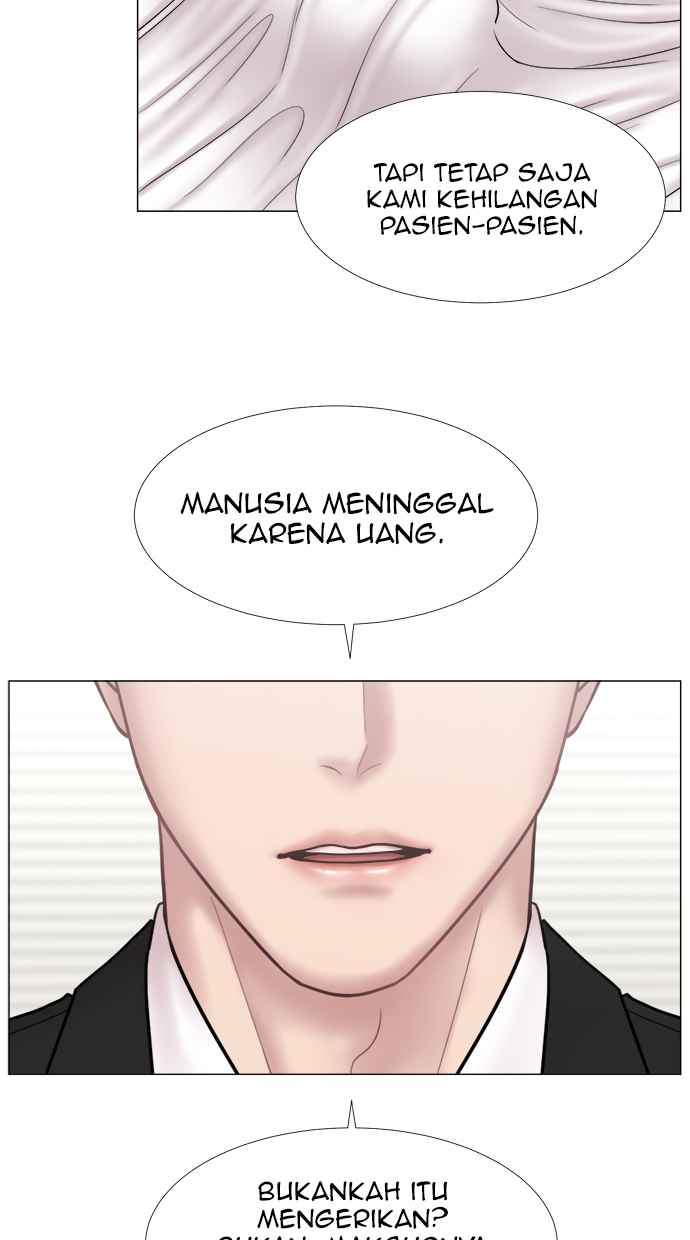 TAPI TETAP SAJA
KAMI KEHILANGAN
PASIEN-PASIEN.
MANUSIA MENINGGAL
KARENA UANG.
BUKANKAH ITU
MENGERIKAN?